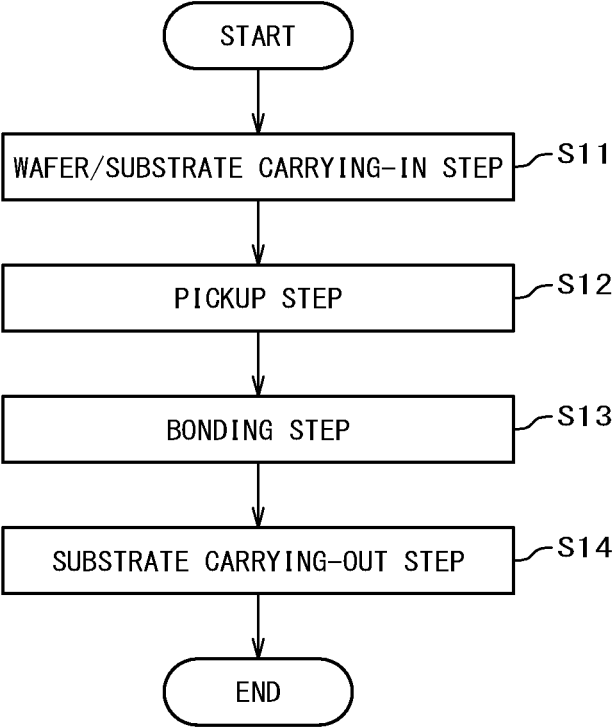 START
WAFER/SUBSTRATE CARRYING-IN STEP
S11
PICKUP STEP
S12
BONDING STEP
S13
SUBSTRATE CARRYING-OUT STEP
S14
END